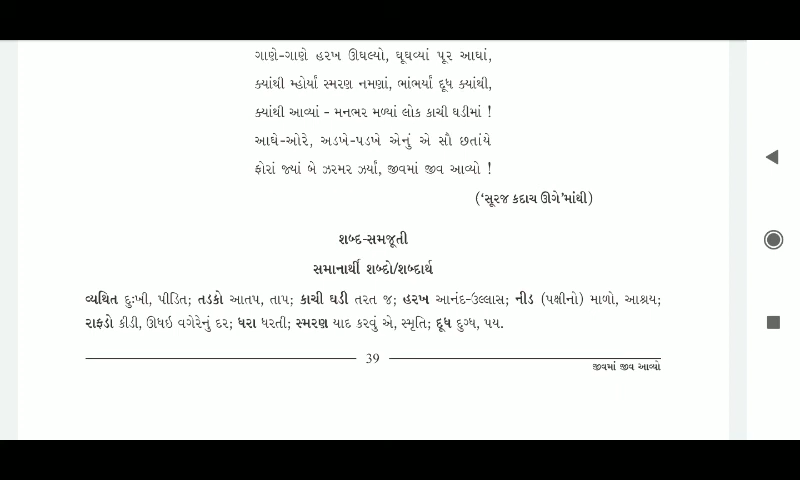 ગાણે-ગાણે હરખ ઊઘલ્યો, ઘૂઘવ્યાં પૂર આઘાં,
ક્યાંથી મ્હોર્યાં સ્મરણ નમણાં, ભાંભર્યાં દૂધ ક્યાંથી,
ક્યાંથી આવ્યાં - મનભર મળ્યાં લોક કાચી ઘડીમાં !
આઘે-ઓરે, અડખે-પડખે એનું એ સૌ છતાંયે
ફોરાં જ્યાં બે ઝરમર ઝર્યાં, જીવમાં જીવ આવ્યો !
('સૂરજ કદાચ ઊગે'માંથી)
શબ્દ-સમજૂતી
સમાનાર્થી શબ્દો/શબ્દાર્થ
વ્યથિત દુઃખી, પીડિત; તડકો આતપ, તાપ; કાચી ઘડી તરત જ; હરખ આનંદ-ઉલ્લાસ; નીડ (પક્ષીનો) માળો, આશ્રય;
રાફડો કીડી, ઊધઇ વગેરેનું દર; ધરા ધરતી; સ્મરણ યાદ કરવું એ, સ્મૃતિ; દૂધ દુગ્ધ, પય.
39
જીવમાં જીવ આવ્યો